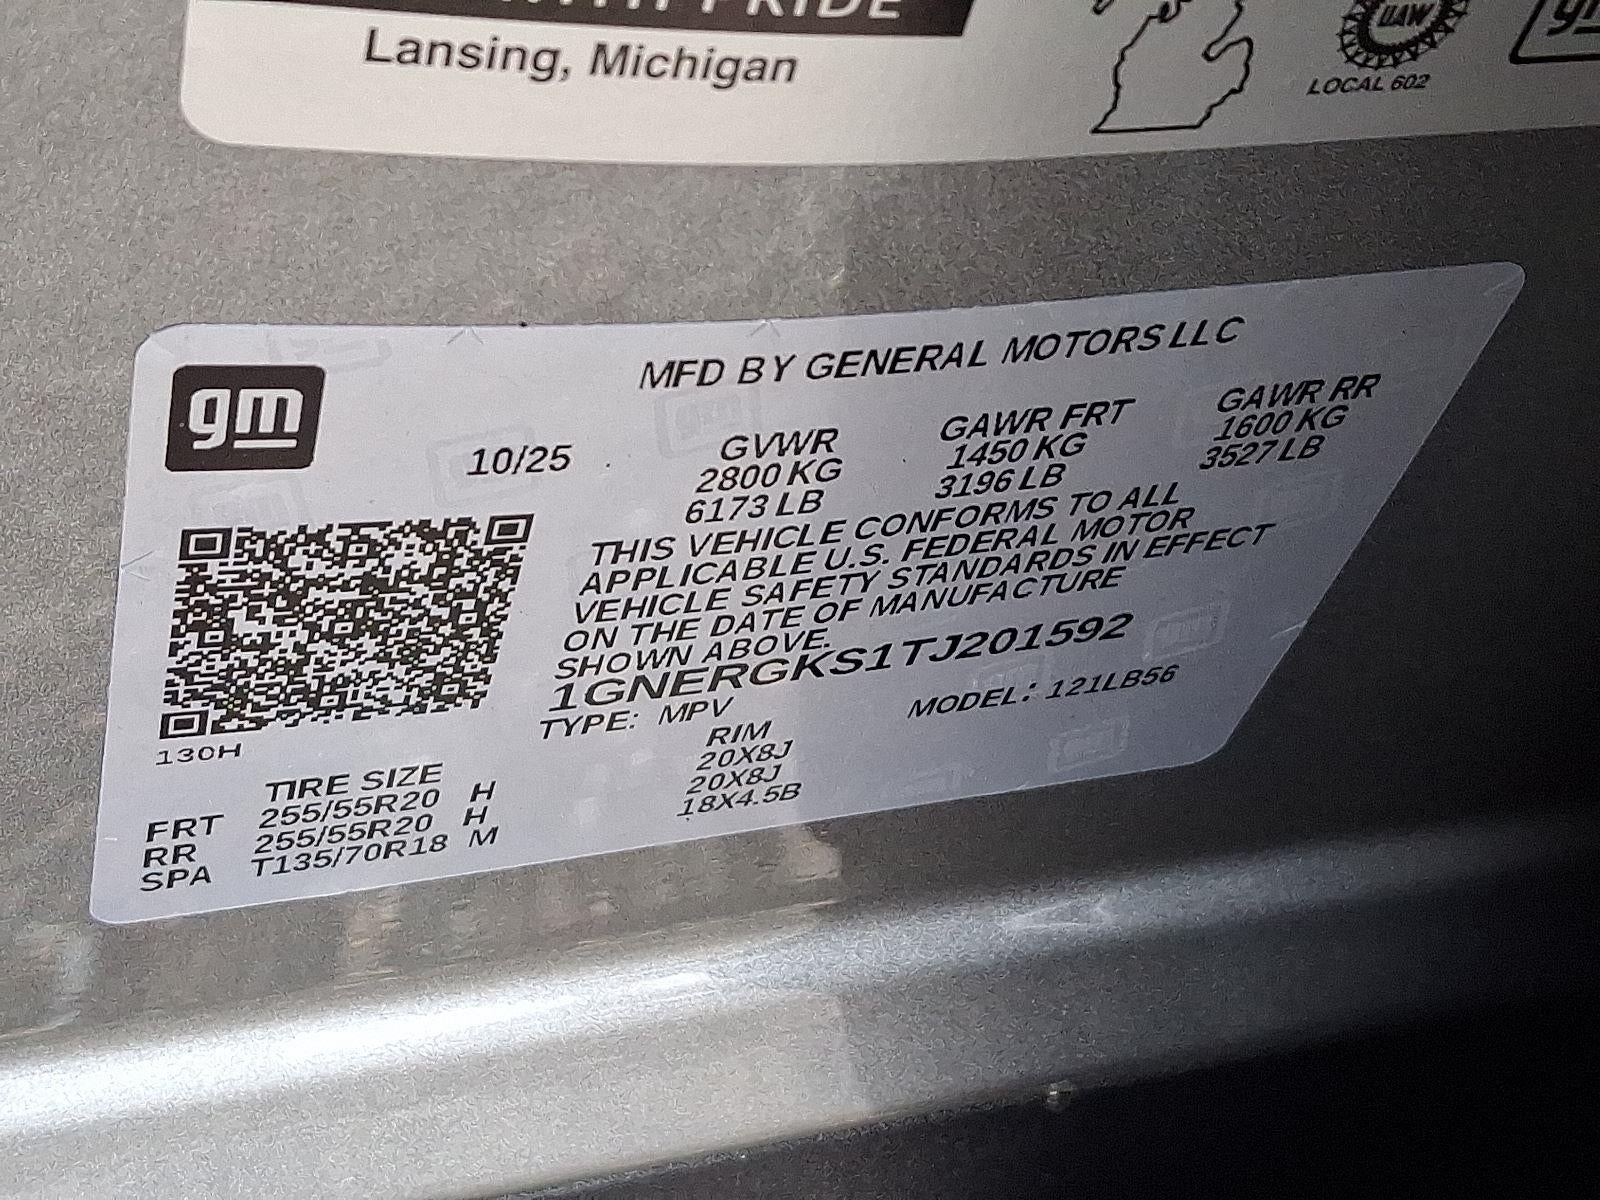 WITH PRIDE
Lansing, Michigan
UAW
LOCAL 602
gm
gm
MFD BY GENERAL MOTORS LLC
10/25
GVWR GAWR FRT GAWR RR
2800 KG 1450 KG 1600 KG
6173 LB 3196 LB 3527 LB
THIS VEHICLE CONFORMS TO ALL
APPLICABLE U.S. FEDERAL MOTOR
VEHICLE SAFETY STANDARDS IN EFFECT
ON THE DATE OF MANUFACTURE
SHOWN ABOVE.
1GNERGKS1TJ201592
TYPE: MPV MODEL: 121LB56
130H
TIRE SIZE RIM
FRT 255/55R20 H 20X8J
RR 255/55R20 H 20X8J
SPA T135/70R18 M 18X4.5B